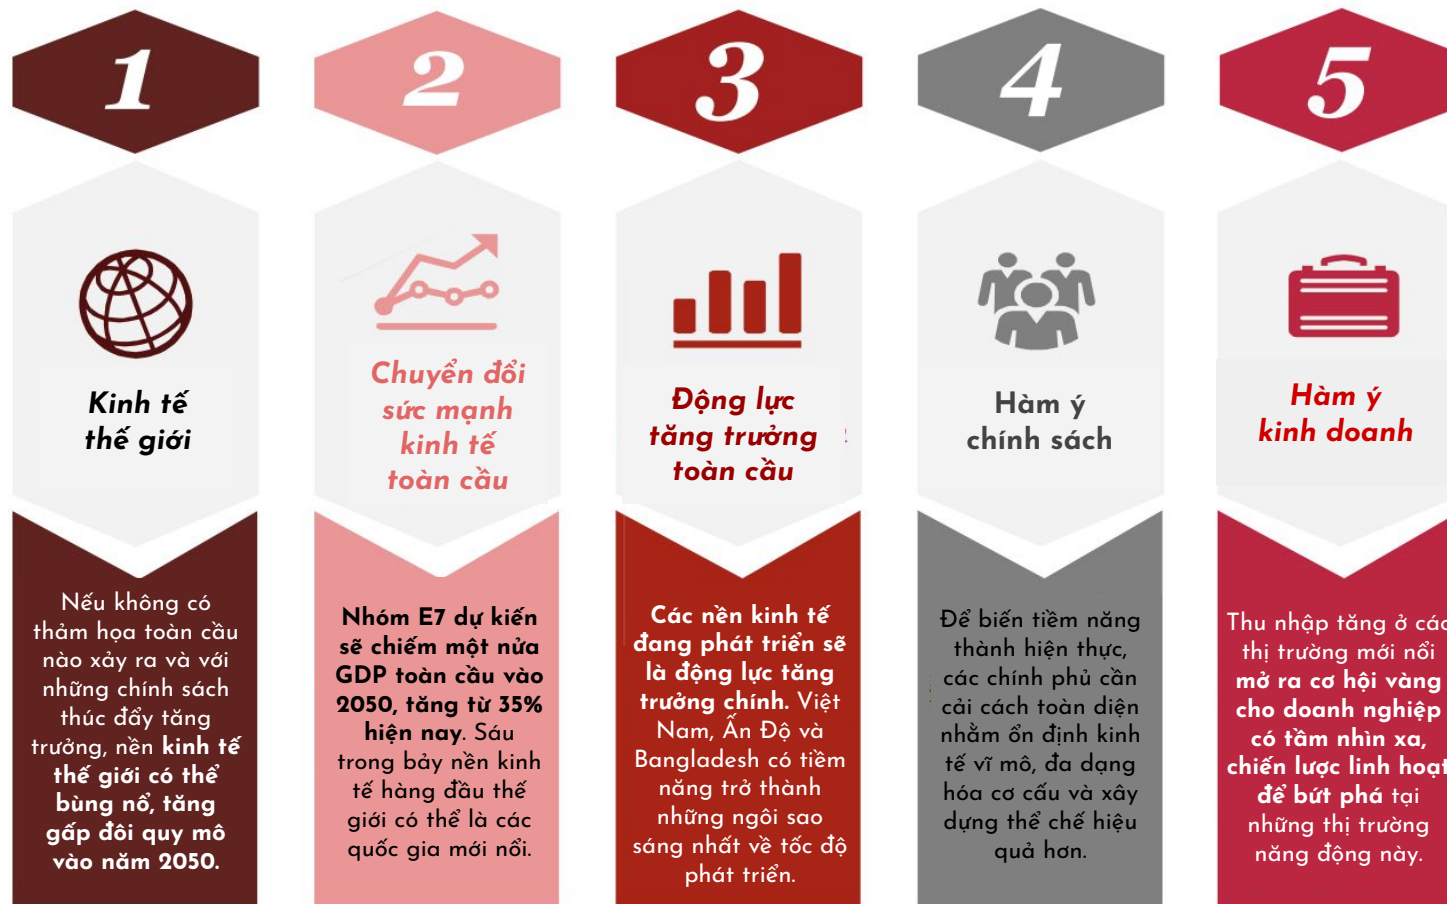 1
Kinh tế
thế giới
Nếu không có
thảm họa toàn cầu
nào xảy ra và với
những chính sách
thúc đẩy tăng
trưởng, nền kinh tế
thế giới có thể
bùng nổ, tăng
gấp đôi quy mô
vào năm 2050.
2
Chuyển đổi
sức mạnh
kinh tế
toàn cầu
Nhóm E7 dự kiến
sẽ chiếm một nửa
GDP toàn cầu vào
2050, tăng từ 35%
hiện nay. Sáu
trong bảy nền kinh
tế hàng đầu thế
giới có thể là các
quốc gia mới nổi.
3
Động lực
tăng trưởng
toàn cầu
Các nền kinh tế
đang phát triển sẽ
là động lực tăng
trưởng chính. Việt
Nam, Ấn Độ và
Bangladesh có tiềm
năng trở thành
những ngôi sao
sáng nhất về tốc độ
phát triển.
4
Hàm ý
chính sách
Để biến tiềm năng
thành hiện thực,
các chính phủ cần
cải cách toàn diện
nhằm ổn định kinh
tế vĩ mô, đa dạng
hóa cơ cấu và xây
dựng thể chế hiệu
quả hơn.
5
Hàm ý
kinh doanh
Thu nhập tăng ở các
thị trường mới nổi
mở ra cơ hội vàng
cho doanh nghiệp
có tầm nhìn xa,
chiến lược linh hoạt
để bứt phá tại
những thị trường
năng động này.